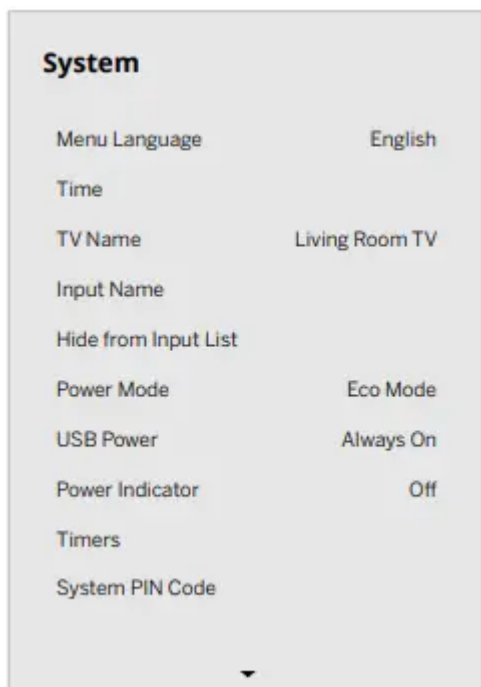 System
Menu Language English
Time
TV Name Living Room TV
Input Name
Hide from Input List
Power Mode Eco Mode
USB Power Always On
Power Indicator Off
Timers
System PIN Code